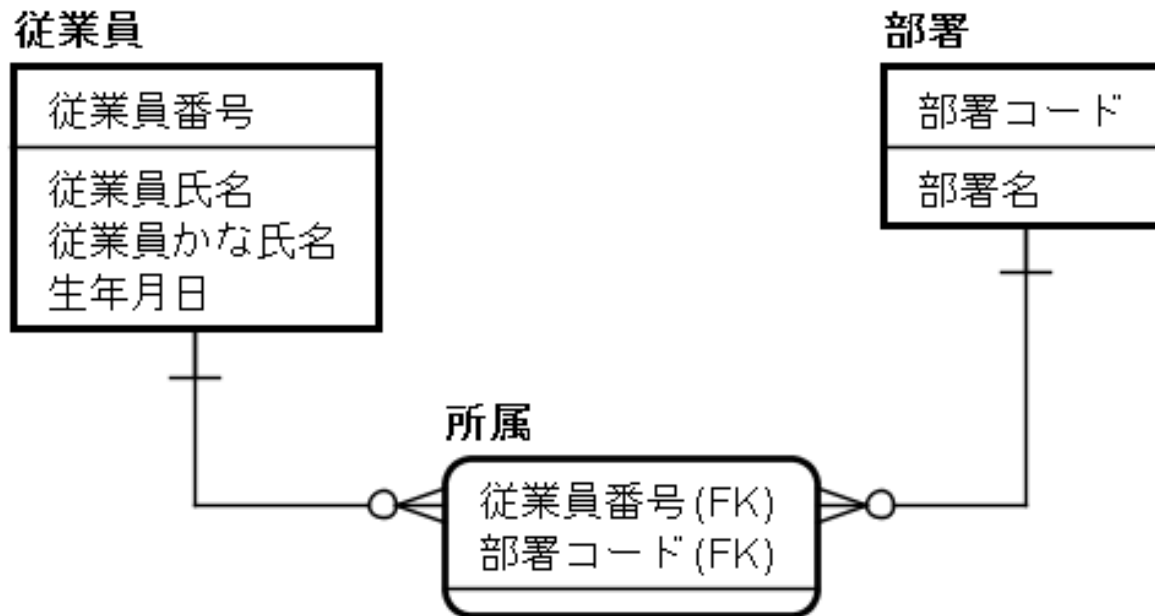 従業員
従業員番号
従業員氏名
従業員かな氏名
生年月日
部署
部署コード
部署名
所属
従業員番号(FK)
部署コード(FK)